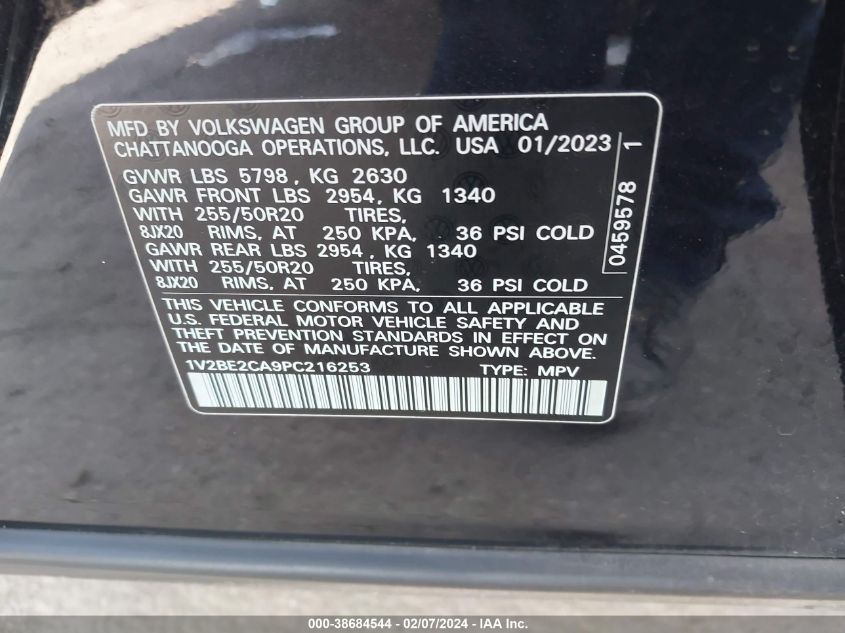 MFD BY VOLKSWAGEN GROUP OF AMERICA
CHATTANOOGA OPERATIONS, LLC. USA 01/2023
GVWR LBS 5798, KG 2630
GAWR FRONT LBS 2954, KG 1340
WITH 255/50R20 TIRES,
8JX20 RIMS, AT 250 KPA, 36 PSI COLD
GAWR REAR LBS 2954, KG 1340
WITH 255/50R20 TIRES,
8JX20 RIMS, AT 250 KPA, 36 PSI COLD
THIS VEHICLE CONFORMS TO ALL APPLICABLE
U.S. FEDERAL MOTOR VEHICLE SAFETY AND
THEFT PREVENTION STANDARDS IN EFFECT ON
THE DATE OF MANUFACTURE SHOWN ABOVE.
1V2BE2CA9PC216253 TYPE: MPV
0459578 1
000-38684544 - 02/07/2024 - IAA Inc.